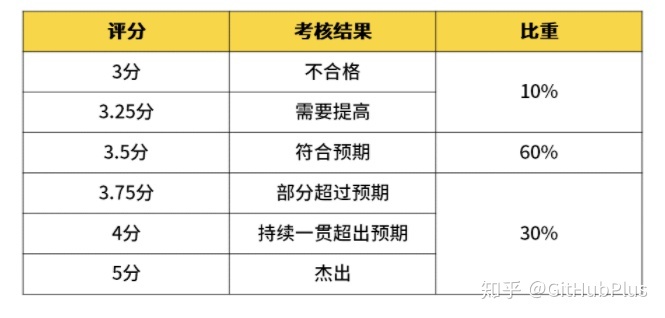 评分 考核结果 比重
3分 不合格 10%
3.25分 需要提高
3.5分 符合预期 60%
3.75分 部分超过预期 30%
4分 持续一贯超出预期
5分 杰出
知乎 @GitHubPlus